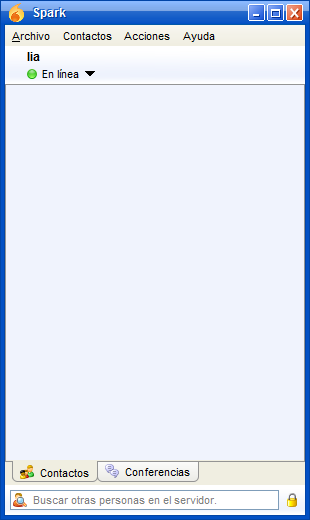 Spark
Archivo Contactos Acciones Ayuda
lia
En línea
Contactos Conferencias
Buscar otras personas en el servidor.